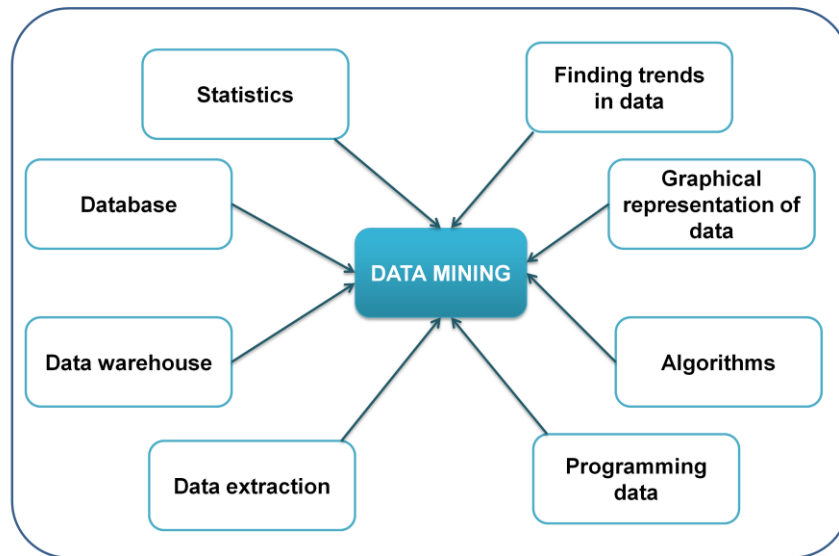 Statistics
Finding trends
in data
Database
Graphical
representation of
data
DATA MINING
Data warehouse
Algorithms
Data extraction
Programming
data